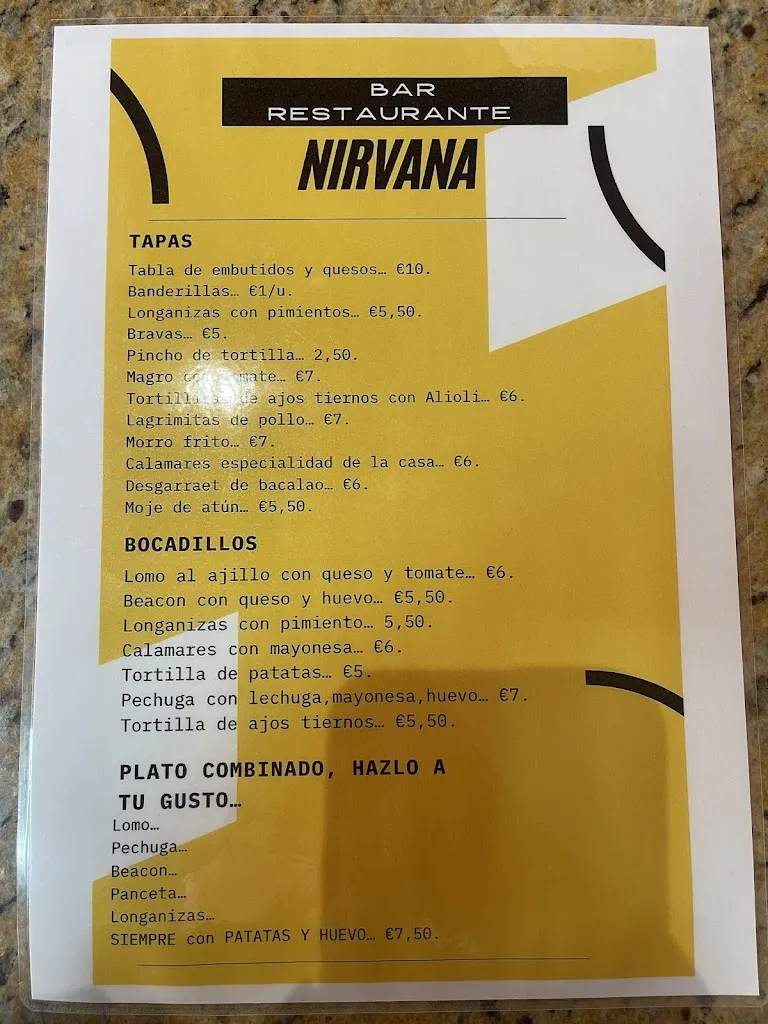 BAR
RESTAURANTE
NIRVANA
TAPAS
Tabla de embutidos y quesos… €10.
Banderillas… €1/u.
Longanizas con pimientos… €5,50.
Bravas… €5.
Pincho de tortilla… 2,50.
Magro con tomate… €7.
de ajos tiernos con Alioli… €6.
Lagrimitas de pollo… €7.
Morro frito… €7.
Calamares especialidad de la casa… €6.
Desgarraet de bacalao… €6.
Moje de atún… €5,50.
BOCADILLOS
Lomo al ajillo con queso y tomate… €6.
Beacon con queso y huevo… €5,50.
Longanizas con pimiento… 5,50.
Calamares con mayonesa… €6.
Tortilla de patatas… €5.
Pechuga con lechuga,mayonesa,huevo… €7.
Tortilla de ajos tiernos… €5,50.
PLATO COMBINADO, HAZLO A
TU GUSTO…
Lomo…
Pechuga…
Beacon…
Panceta…
Longanizas…
SIEMPRE con PATATAS Y HUEVO… €7,50.